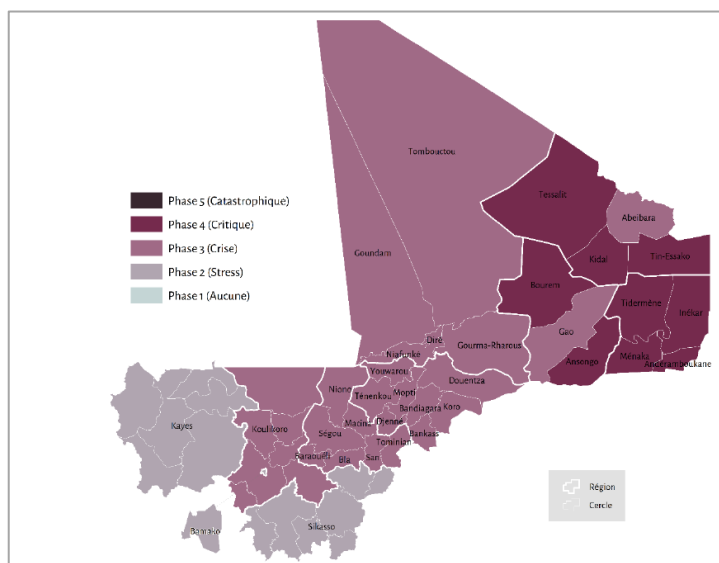 Tombouctou
Tessalit
Phase 5 (Catastrophique)
Phase 4 (Critique)
Abeibara
Phase 3 (Crise)
Goundam
Kidal
Tin-Essako
Phase 2 (Stress)
Bourem
Phase 1 (Aucune)
Tidermène
Inékar
Gao
Diré
Gourma-Rharous
Niafunké
Ménaka
Ansongo
Andéramboukane
Youwarou
Douentza
Niono
Ténenkou
Mopti
Bandiagara
Koro
Kayes
Macina
Djenné
Koulikoro
Ségou
Bankass
Tominian
Baraouéli
Bla
San
Région
Cercle
Sikasso
Bamako